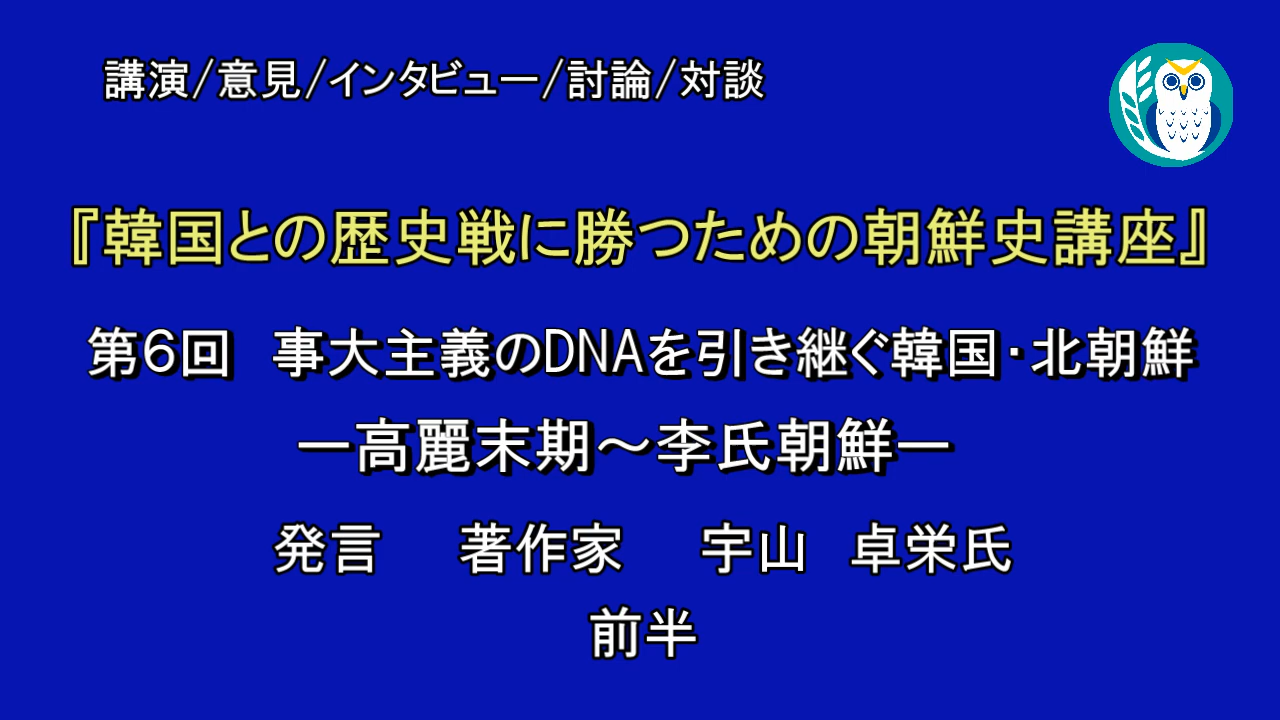 講演/意見/インタビュー/討論/対談
『韓国との歴史戦に勝つための朝鮮史講座』
第6回　事大主義のDNAを引き継ぐ韓国・北朝鮮
ー高麗末期～李氏朝鮮ー
発言　著作家　宇山　卓栄氏
前半